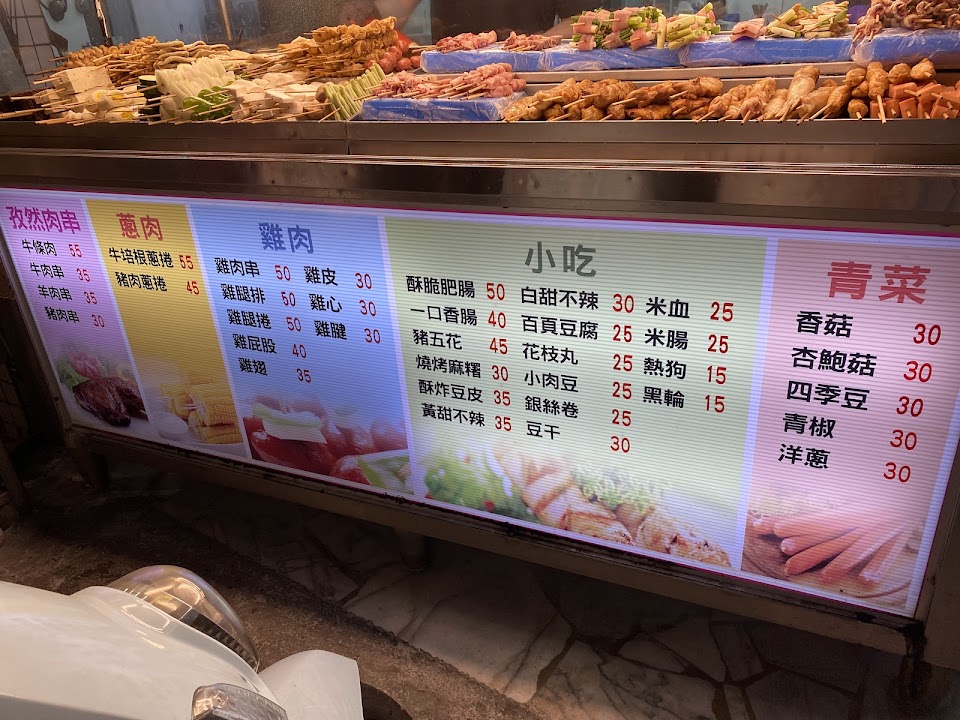 孜然肉串
牛條肉 55
牛肉串 35
羊肉串 35
豬肉串 30
蔥肉
牛培根蔥捲 55
豬肉蔥捲 45
雞肉
雞肉串 50
雞腿排 50
雞腿捲 50
雞屁股 40
雞翅 35
雞皮 30
雞心 30
雞腱 30
小吃
酥脆肥腸 50
一口香腸 40
豬五花 45
燒烤麻糬 30
酥炸豆皮 35
黃甜不辣 35
白甜不辣 30
百頁豆腐 25
花枝丸 25
小肉豆 25
銀絲卷 25
豆干 30
米血 25
米腸 25
熱狗 15
黑輪 15
青菜
香菇 30
杏鮑菇 30
四季豆 30
青椒 30
洋蔥 30